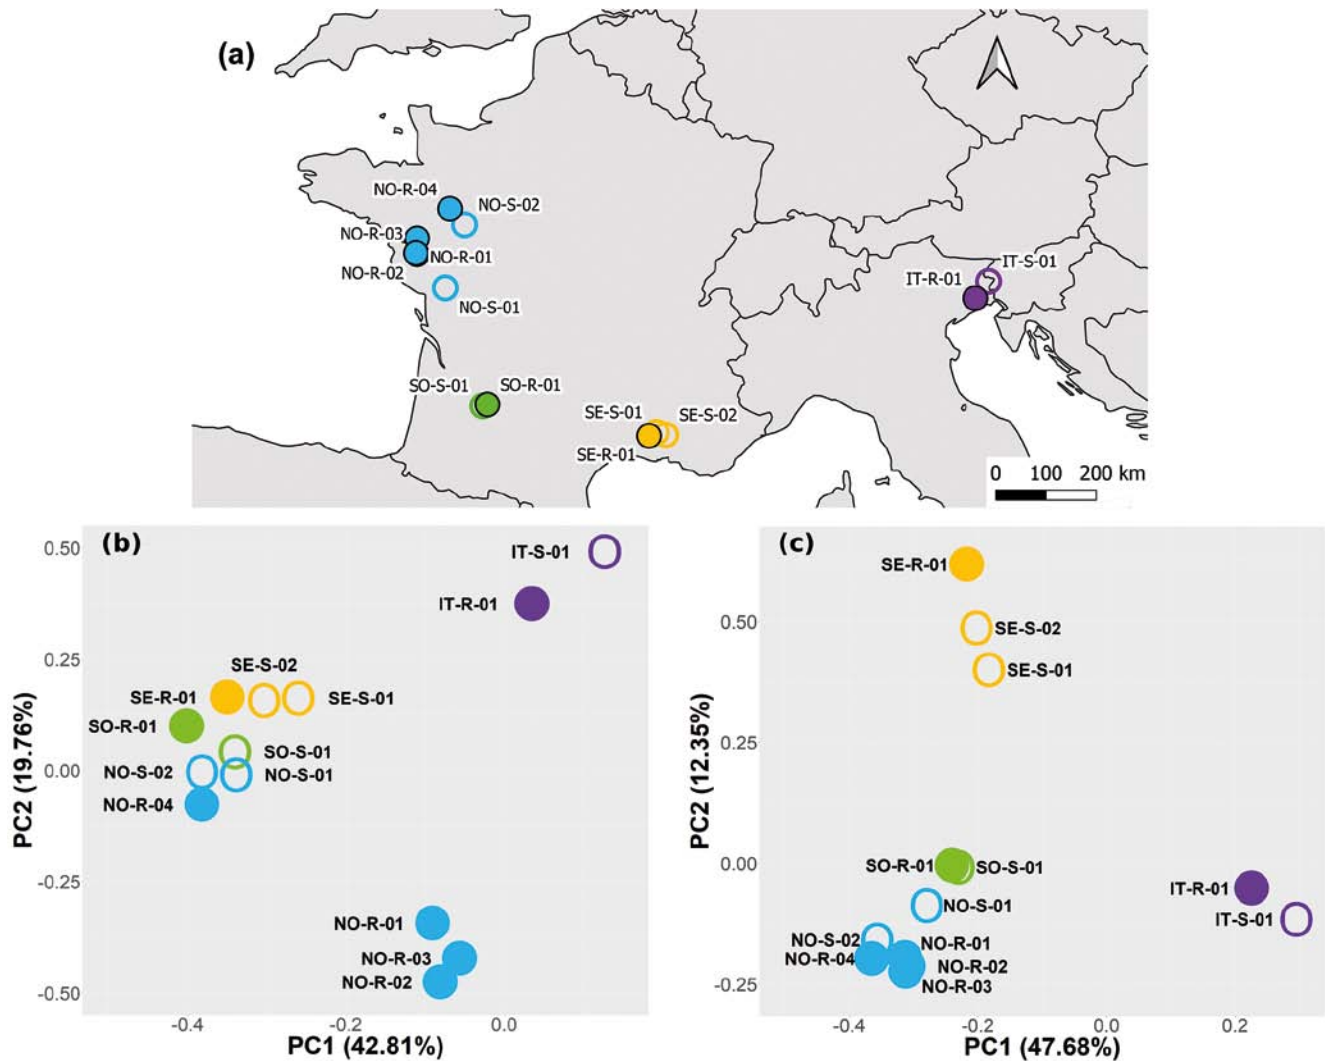 (a)
NO-R-04
NO-S-02
NO-R-03
NO-R-01
NO-R-02
NO-S-01
IT-S-01
IT-R-01
SO-S-01
SO-R-01
SE-S-01
SE-S-02
SE-R-01
0 100 200 km
(b)
0.50
0.25
0.00
-0.25
-0.50
PC2 (19.76%)
IT-S-01
IT-R-01
SE-S-02
SE-R-01
SE-S-01
SO-R-01
SO-S-01
NO-S-02
NO-S-01
NO-R-04
NO-R-01
NO-R-03
NO-R-02
-0.4 -0.2 0.0
PC1 (42.81%)
(c)
0.50
0.25
0.00
-0.25
PC2 (12.35%)
SE-R-01
SE-S-02
SE-S-01
SO-R-01
SO-S-01
IT-R-01
NO-S-01
IT-S-01
NO-S-02
NO-R-01
NO-R-04
NO-R-02
NO-R-03
-0.4 -0.2 0.0 0.2
PC1 (47.68%)